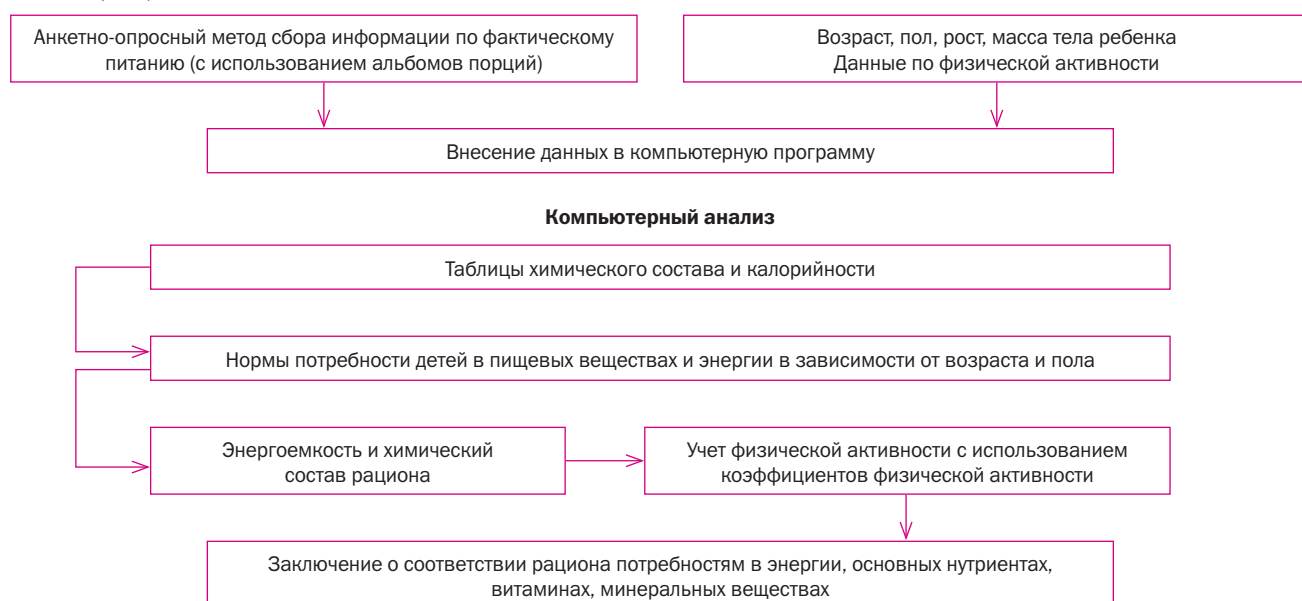 Анкетно-опросный метод сбора информации по фактическому
питанию (с использованием альбомов порций)
Возраст, пол, рост, масса тела ребенка
Данные по физической активности
Внесение данных в компьютерную программу
Компьютерный анализ
Таблицы химического состава и калорийности
Нормы потребности детей в пищевых веществах и энергии в зависимости от возраста и пола
Энергоемкость и химический
состав рациона
Учет физической активности с использованием
коэффициентов физической активности
Заключение о соответствии рациона потребностям в энергии, основных нутриентах,
витаминах, минеральных веществах